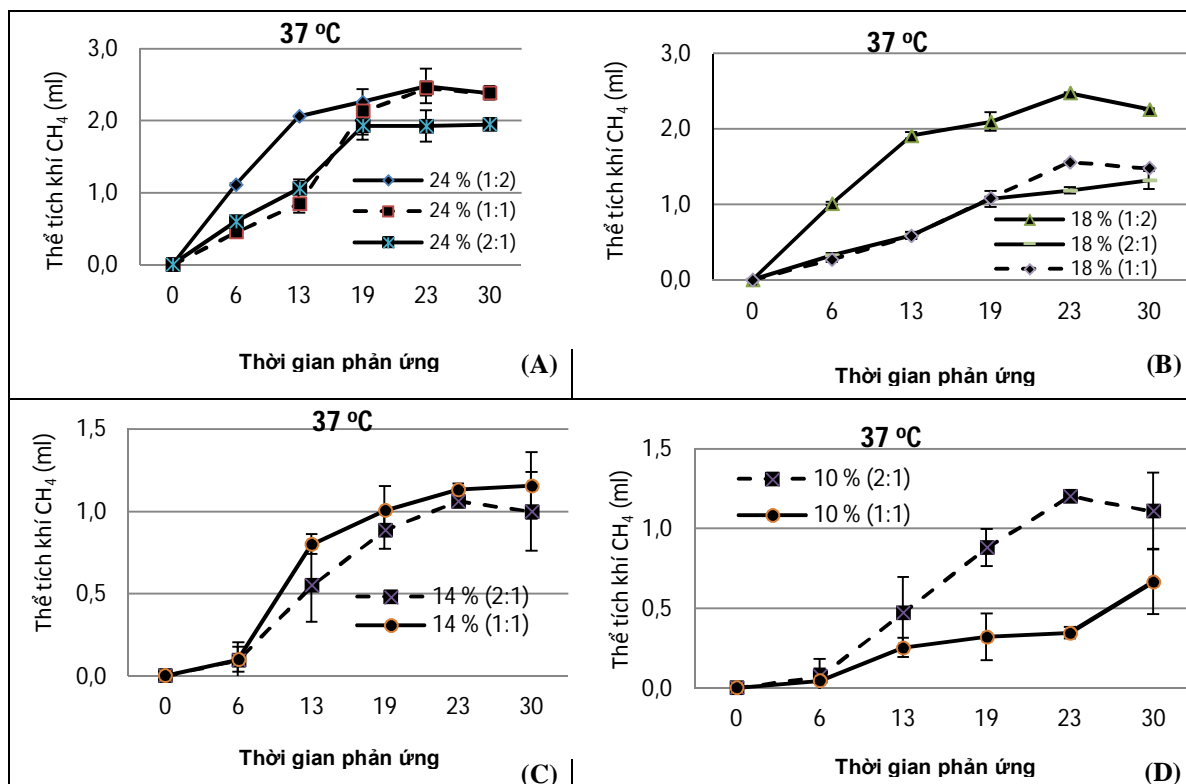 37 ºC
Thể tích khí CH₄ (ml)
3,0
2,0
1,0
0,0
24 % (1:2)
24 % (1:1)
24 % (2:1)
0 6 13 19 23 30
Thời gian phản ứng
(A)
37 ºC
Thể tích khí CH₄ (ml)
3,0
2,0
1,0
0,0
18 % (1:2)
18 % (2:1)
18 % (1:1)
0 6 13 19 23 30
Thời gian phản ứng
(B)
37 ºC
Thể tích khí CH₄ (ml)
1,5
1,0
0,5
0,0
14 % (2:1)
14 % (1:1)
0 6 13 19 23 30
Thời gian phản ứng
(C)
37 ºC
Thể tích khí CH₄ (ml)
1,5
1,0
0,5
0,0
10 % (2:1)
10 % (1:1)
0 6 13 19 23 30
Thời gian phản ứng
(D)